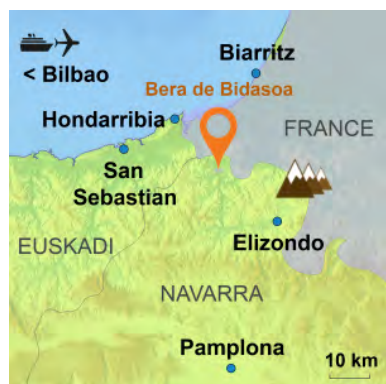 Biarritz
< Bilbao
Bera de Bidasoa
Hondarribia
FRANCE
San
Sebastian
Elizondo
EUSKADI
NAVARRA
Pamplona
10 km